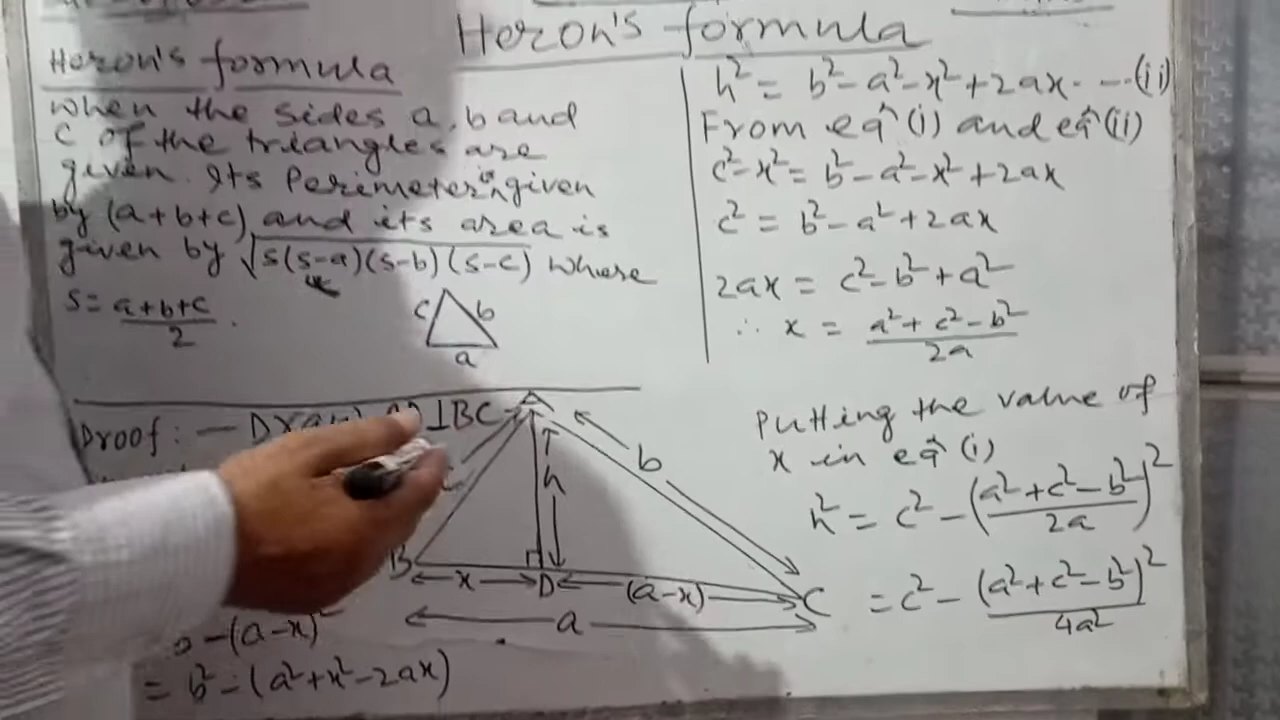 Heron's formula
Heron's formula
When the sides a, b and
c of the triangles are
given. Its Perimeter is given
by (a+b+c) and its area is
given by √s(s-a)(s-b)(s-c) where
s = a+b+c/2.
c b
a
Proof: — Draw ⊥BC
A
b
h
c
B x D (a-x) C
a
-(a-x)²
= b² - (a²+x²-2ax)
h² = b²-a²-x²+2ax - --(ii)
From eqⁿ(i) and eqⁿ(ii)
c²-x² = b²-a²-x²+2ax
c² = b²-a²+2ax
2ax = c²-b²+a²
∴ x = a²+c²-b²/2a
Putting the value of
x in eqⁿ(i)
h² = c² - (a²+c²-b²/2a)²
= c² - (a²+c²-b²)²/4a²